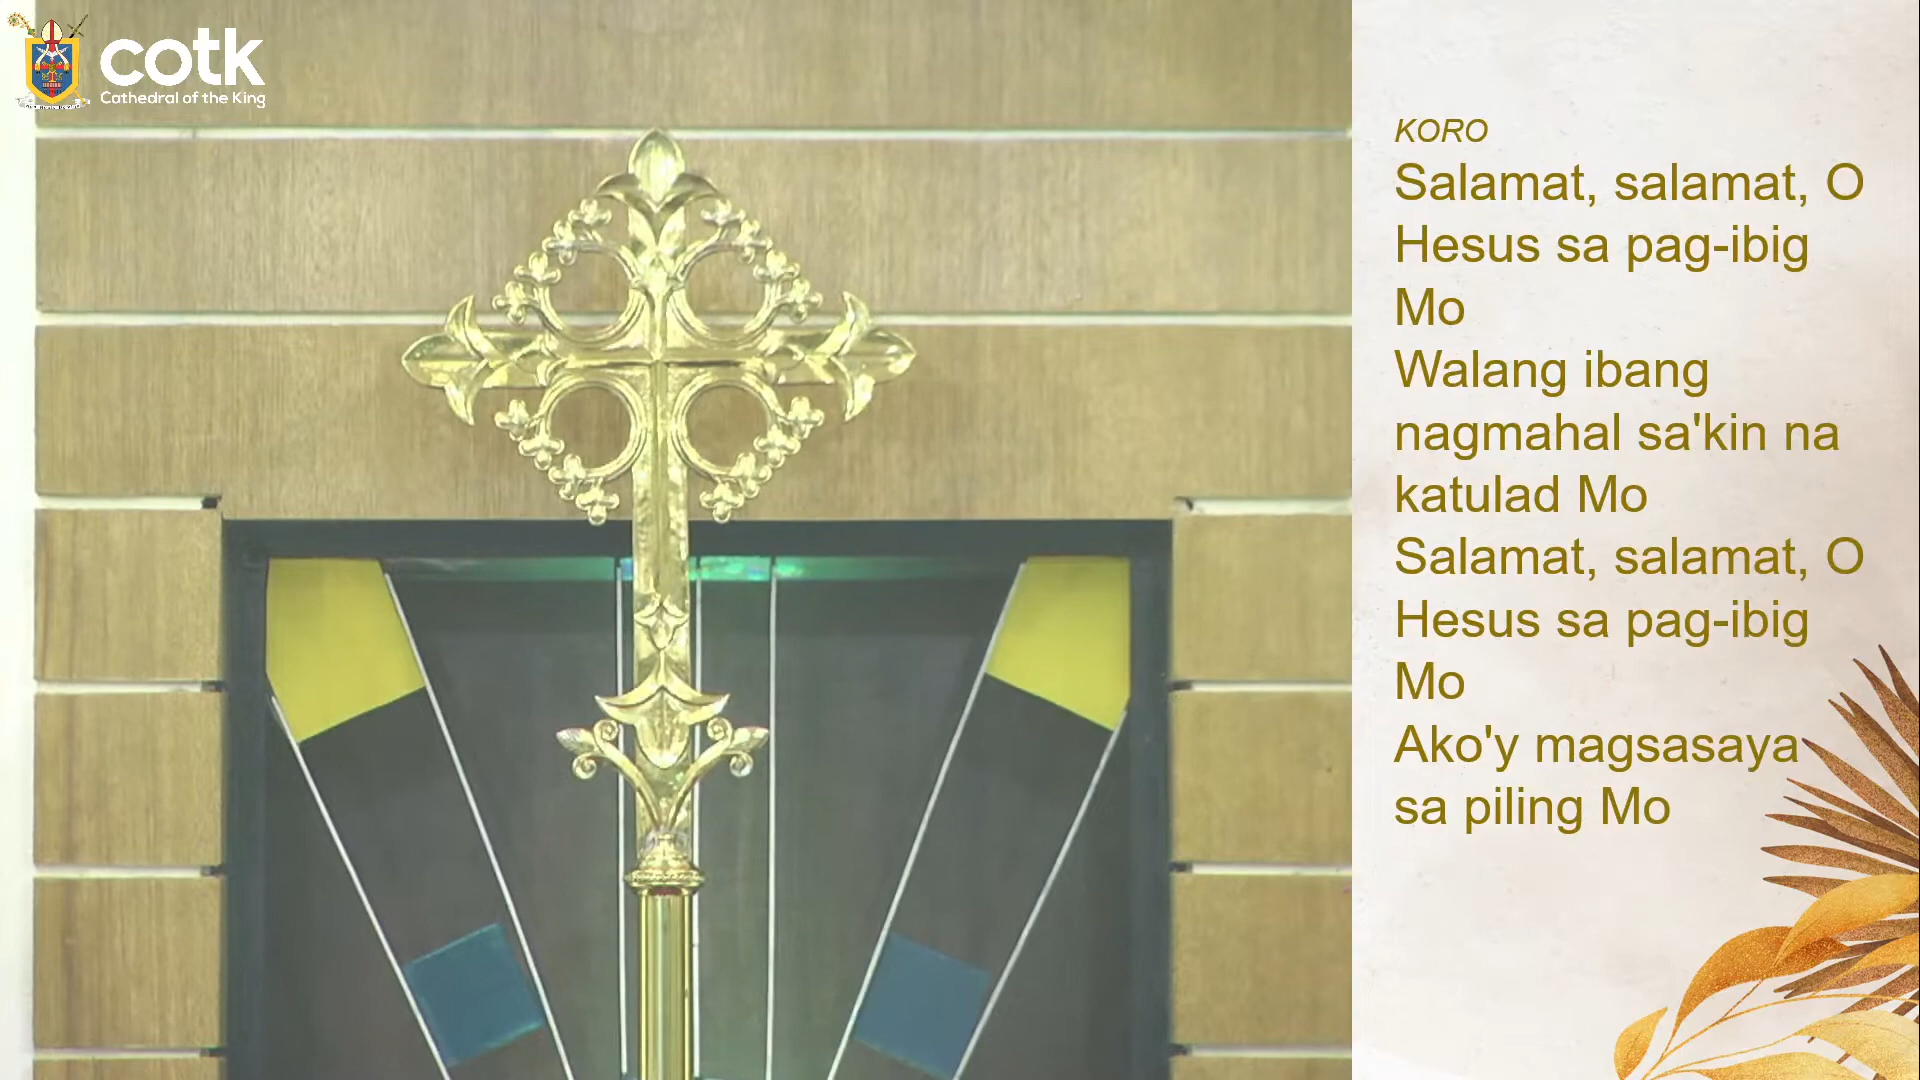 cotk
Cathedral of the King
KORO
Salamat, salamat, O
Hesus sa pag-ibig
Mo
Walang ibang
nagmahal sa'kin na
katulad Mo
Salamat, salamat, O
Hesus sa pag-ibig
Mo
Ako'y magsasaya
sa piling Mo